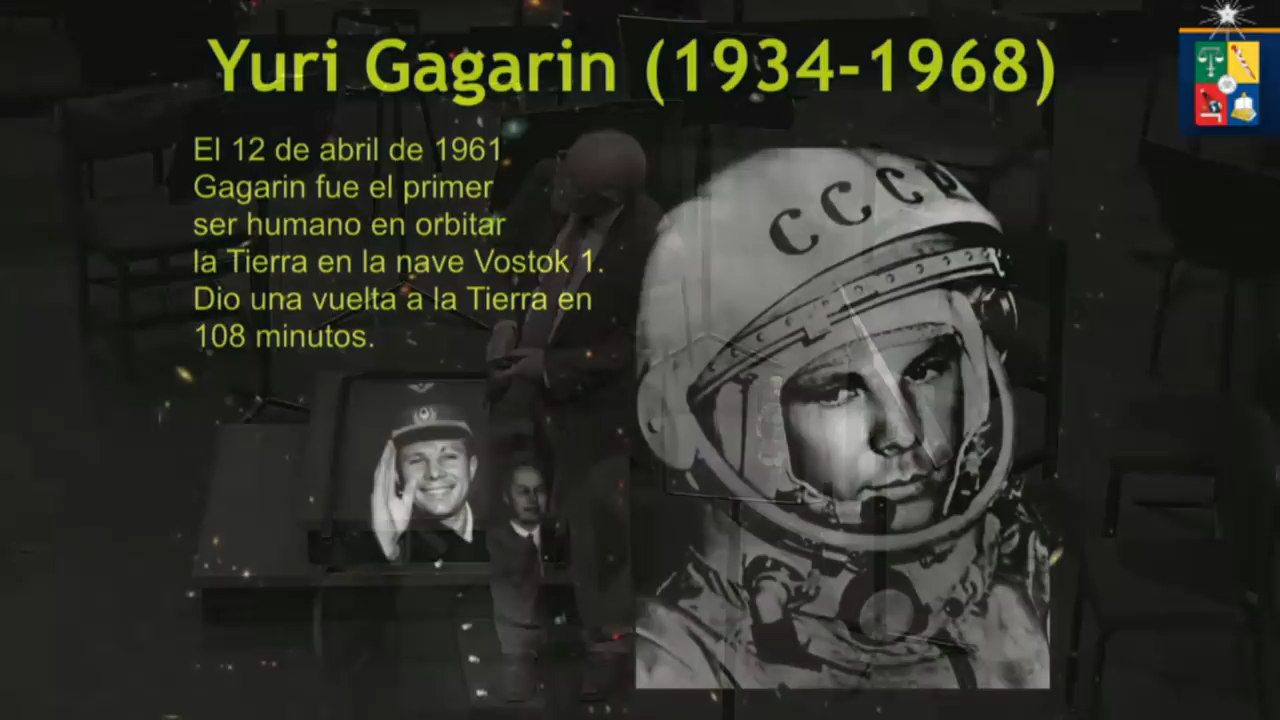 Yuri Gagarin (1934-1968)
El 12 de abril de 1961
Gagarin fue el primer
ser humano en orbitar
la Tierra en la nave Vostok 1.
Dio una vuelta a la Tierra en
108 minutos.
СССР